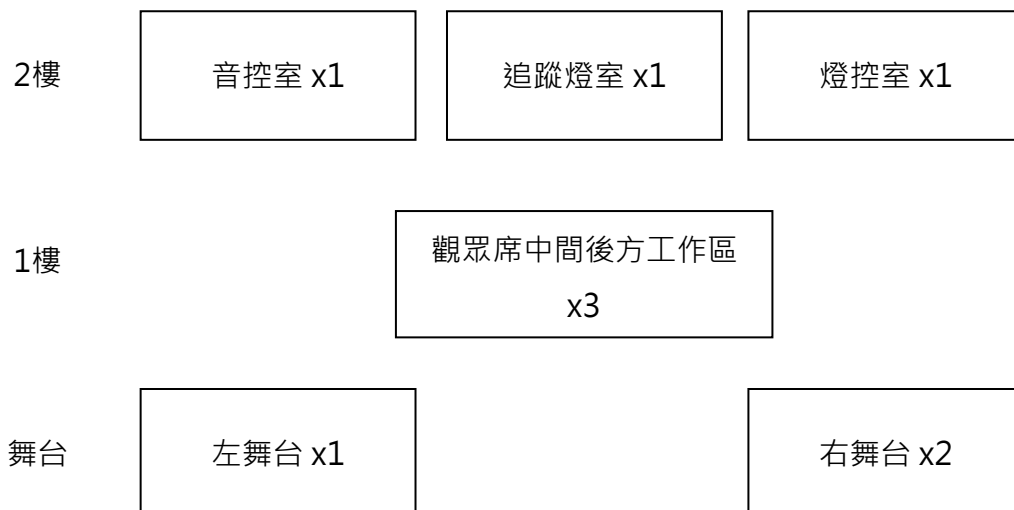 2樓
音控室 x1
追蹤燈室 x1
燈控室 x1
1樓
觀眾席中間後方工作區
x3
舞台
左舞台 x1
右舞台 x2